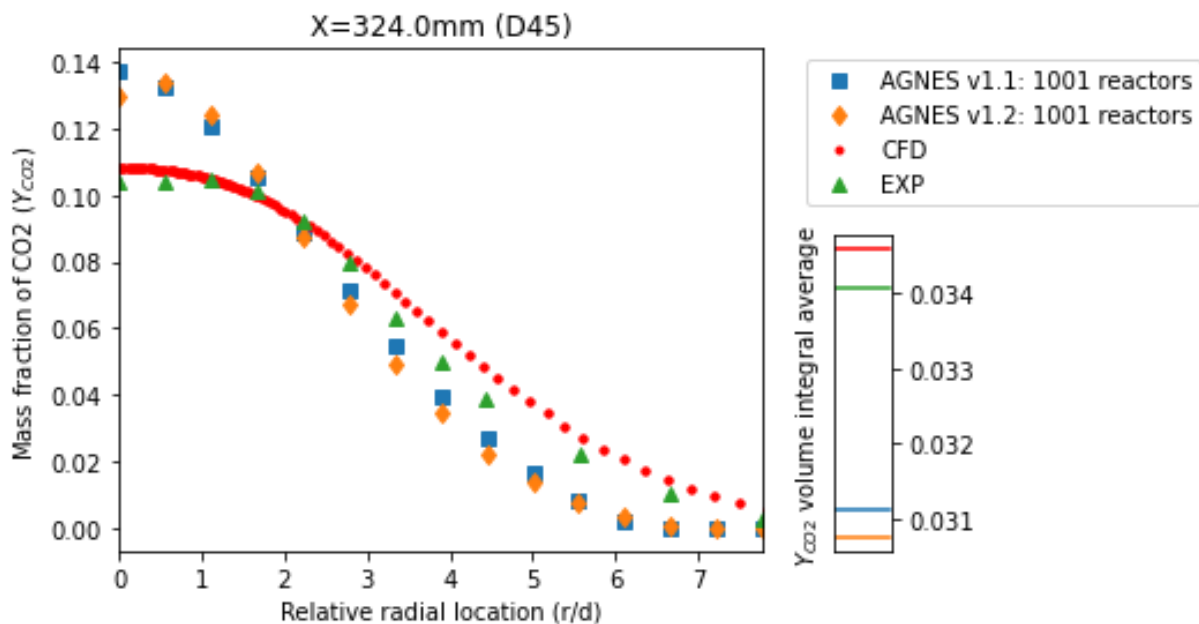 X=324.0mm (D45)
Mass fraction of CO2 (Y_CO2)
0.14
0.12
0.10
0.08
0.06
0.04
0.02
0.00
0 1 2 3 4 5 6 7
Relative radial location (r/d)
AGNES v1.1: 1001 reactors
AGNES v1.2: 1001 reactors
CFD
EXP
Y_CO2 volume integral average
0.034
0.033
0.032
0.031